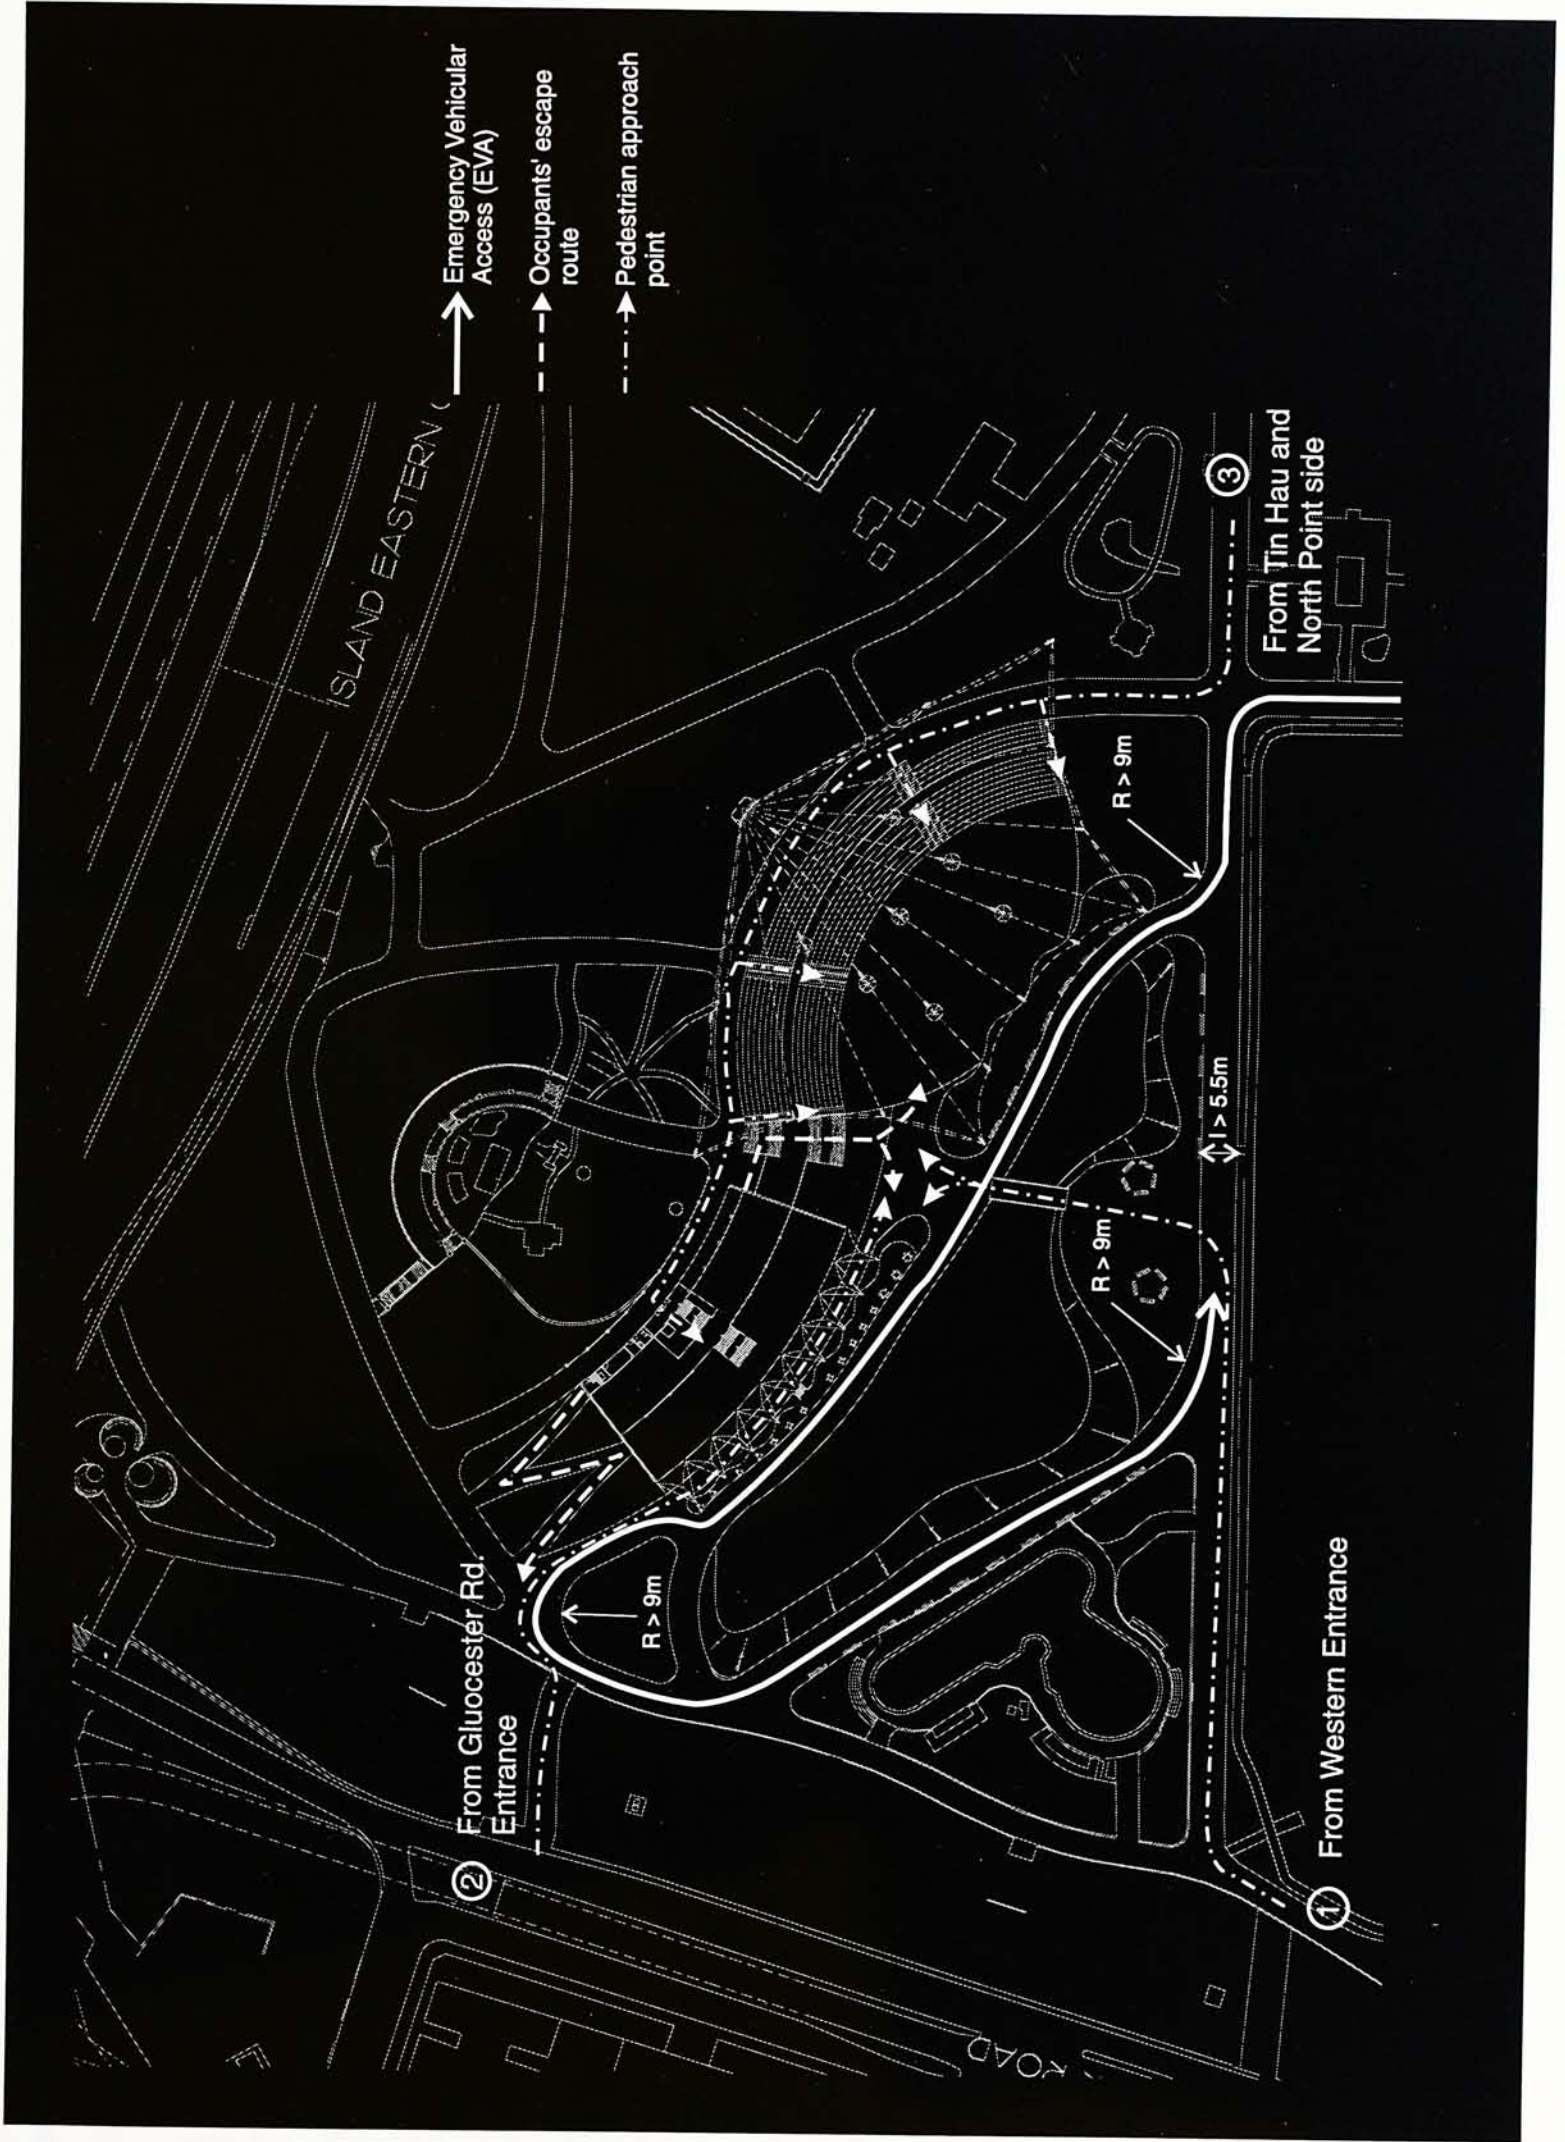 Emergency Vehicular
Access (EVA)
Occupants' escape
route
Pedestrian approach
point
ISLAND EASTERN C
③
From Tin Hau and
North Point side
R > 9m
R > 9m
l > 5.5m
R > 9m
②
From Gluocester Rd.
Entrance
①
From Western Entrance
ROAD